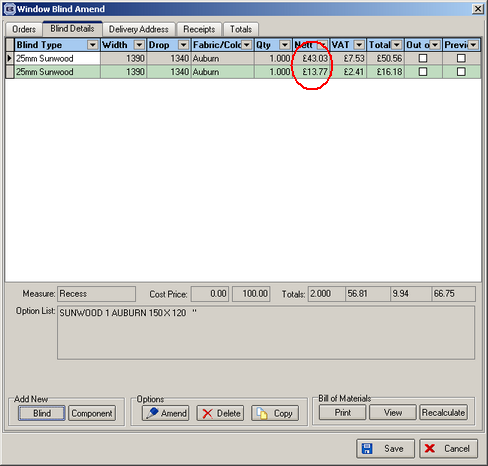 Window Blind Amend
Orders Blind Details Delivery Address Receipts Totals
Blind Type Width Drop Fabric/Colo Qty Nett VAT Total Out o Previ
25mm Sunwood 1390 1340 Auburn 1.000 £43.03 £7.53 £50.56
25mm Sunwood 1390 1340 Auburn 1.000 £13.77 £2.41 £16.18
Measure: Recess Cost Price: 0.00 100.00 Totals: 2.000 56.81 9.94 66.75
Option List: SUNWOOD 1 AUBURN 150 X 120 "
Add New Options Bill of Materials
Blind Component Amend Delete Copy Print View Recalculate
Save Cancel